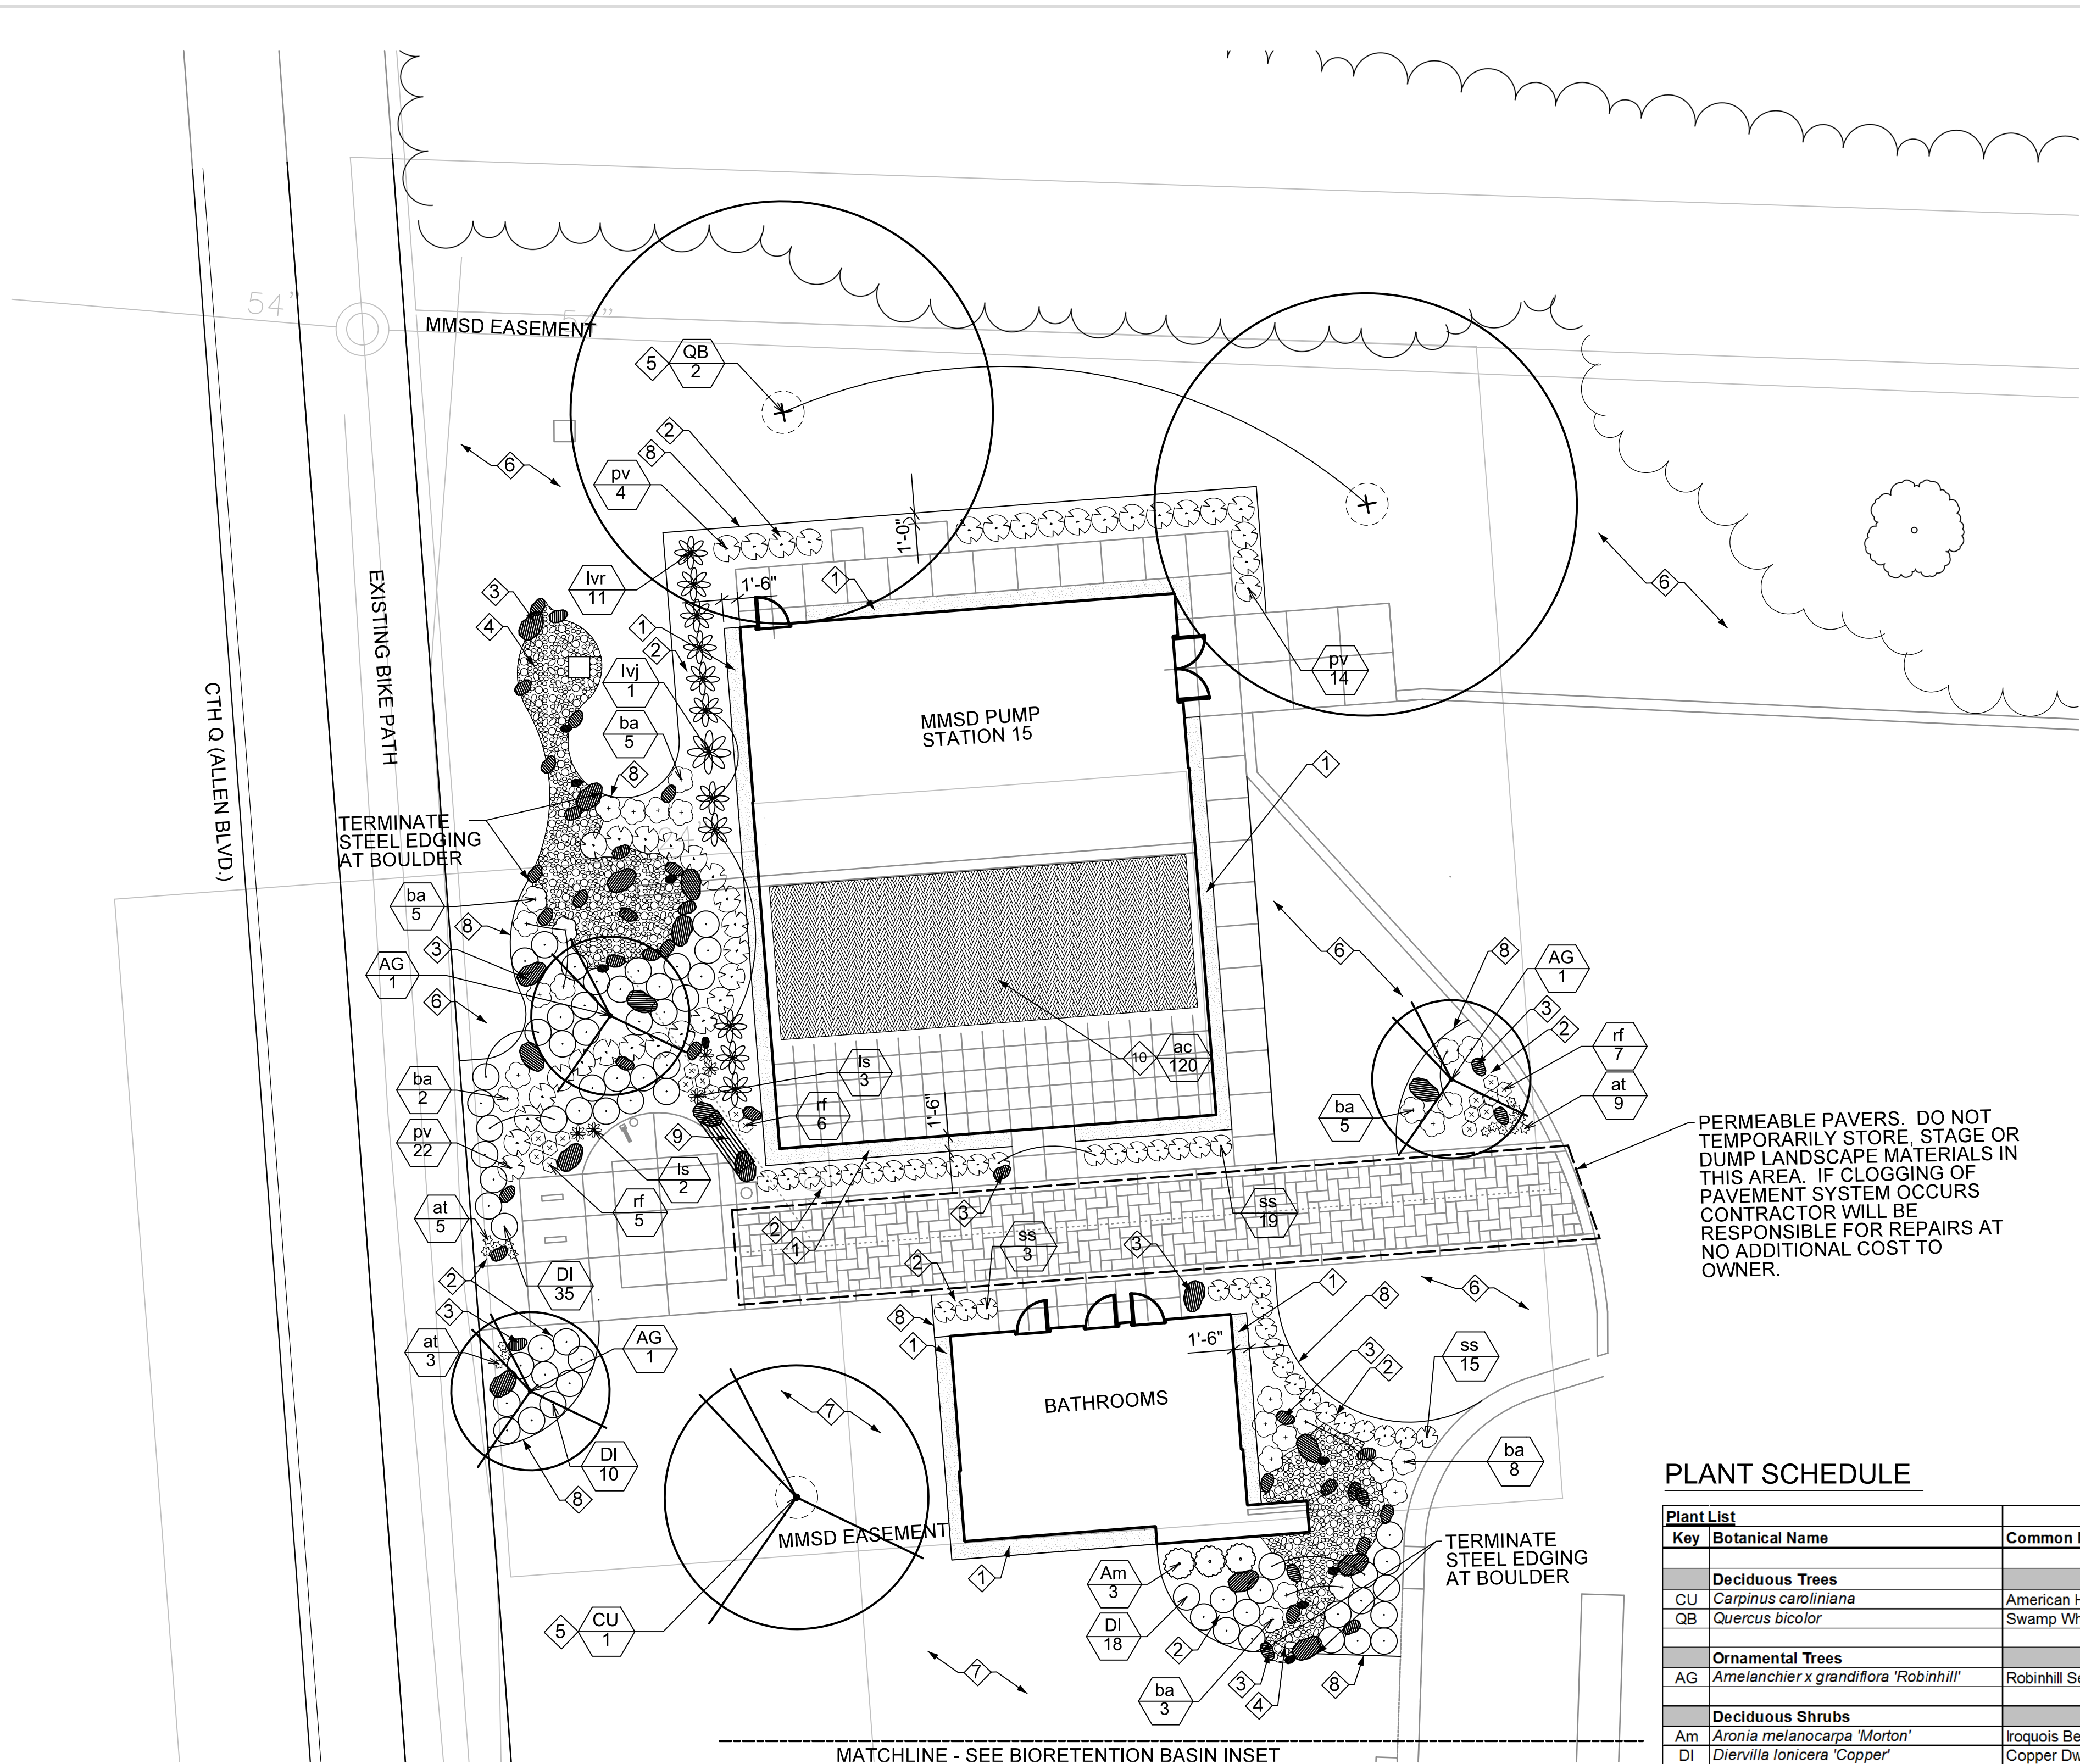 54"
54"
MMSD EASEMENT
QB
5
2
2
8
6
pv
4
1'-0"
lvr
11
1'-6"
1
3
4
1
2
6
lvj
1
pv
14
ba
5
8
MMSD PUMP
STATION 15
EXISTING BIKE PATH
CTH Q (ALLEN BLVD.)
1
TERMINATE
STEEL EDGING
AT BOULDER
ba
5
8
3
AG
1
6
6
8
AG
1
3
2
rf
7
at
9
ba
5
10
ac
120
ls
3
rf
6
1'-6"
ba
2
pv
22
9
ls
2
rf
5
at
5
2
1
3
ss
19
ss
3
2
3
PERMEABLE PAVERS. DO NOT
TEMPORARILY STORE, STAGE OR
DUMP LANDSCAPE MATERIALS IN
THIS AREA. IF CLOGGING OF
PAVEMENT SYSTEM OCCURS
CONTRACTOR WILL BE
RESPONSIBLE FOR REPAIRS AT
NO ADDITIONAL COST TO
OWNER.
2
DI
35
3
at
3
AG
1
8
1
1
8
6
1'-6"
3
2
ss
15
7
BATHROOMS
DI
10
8
ba
8
MMSD EASEMENT
TERMINATE
STEEL EDGING
AT BOULDER
1
Am
3
5
CU
1
DI
18
2
7
ba
3
3
4
8
MATCHLINE - SEE BIORETENTION BASIN INSET
PLANT SCHEDULE
Plant List
Key Botanical Name Common
Deciduous Trees
CU Carpinus caroliniana American H
QB Quercus bicolor Swamp Wh
Ornamental Trees
AG Amelanchier x grandiflora 'Robinhill' Robinhill Se
Deciduous Shrubs
Am Aronia melanocarpa 'Morton' Iroquois Be
DI Diervilla lonicera 'Copper' Copper Dw